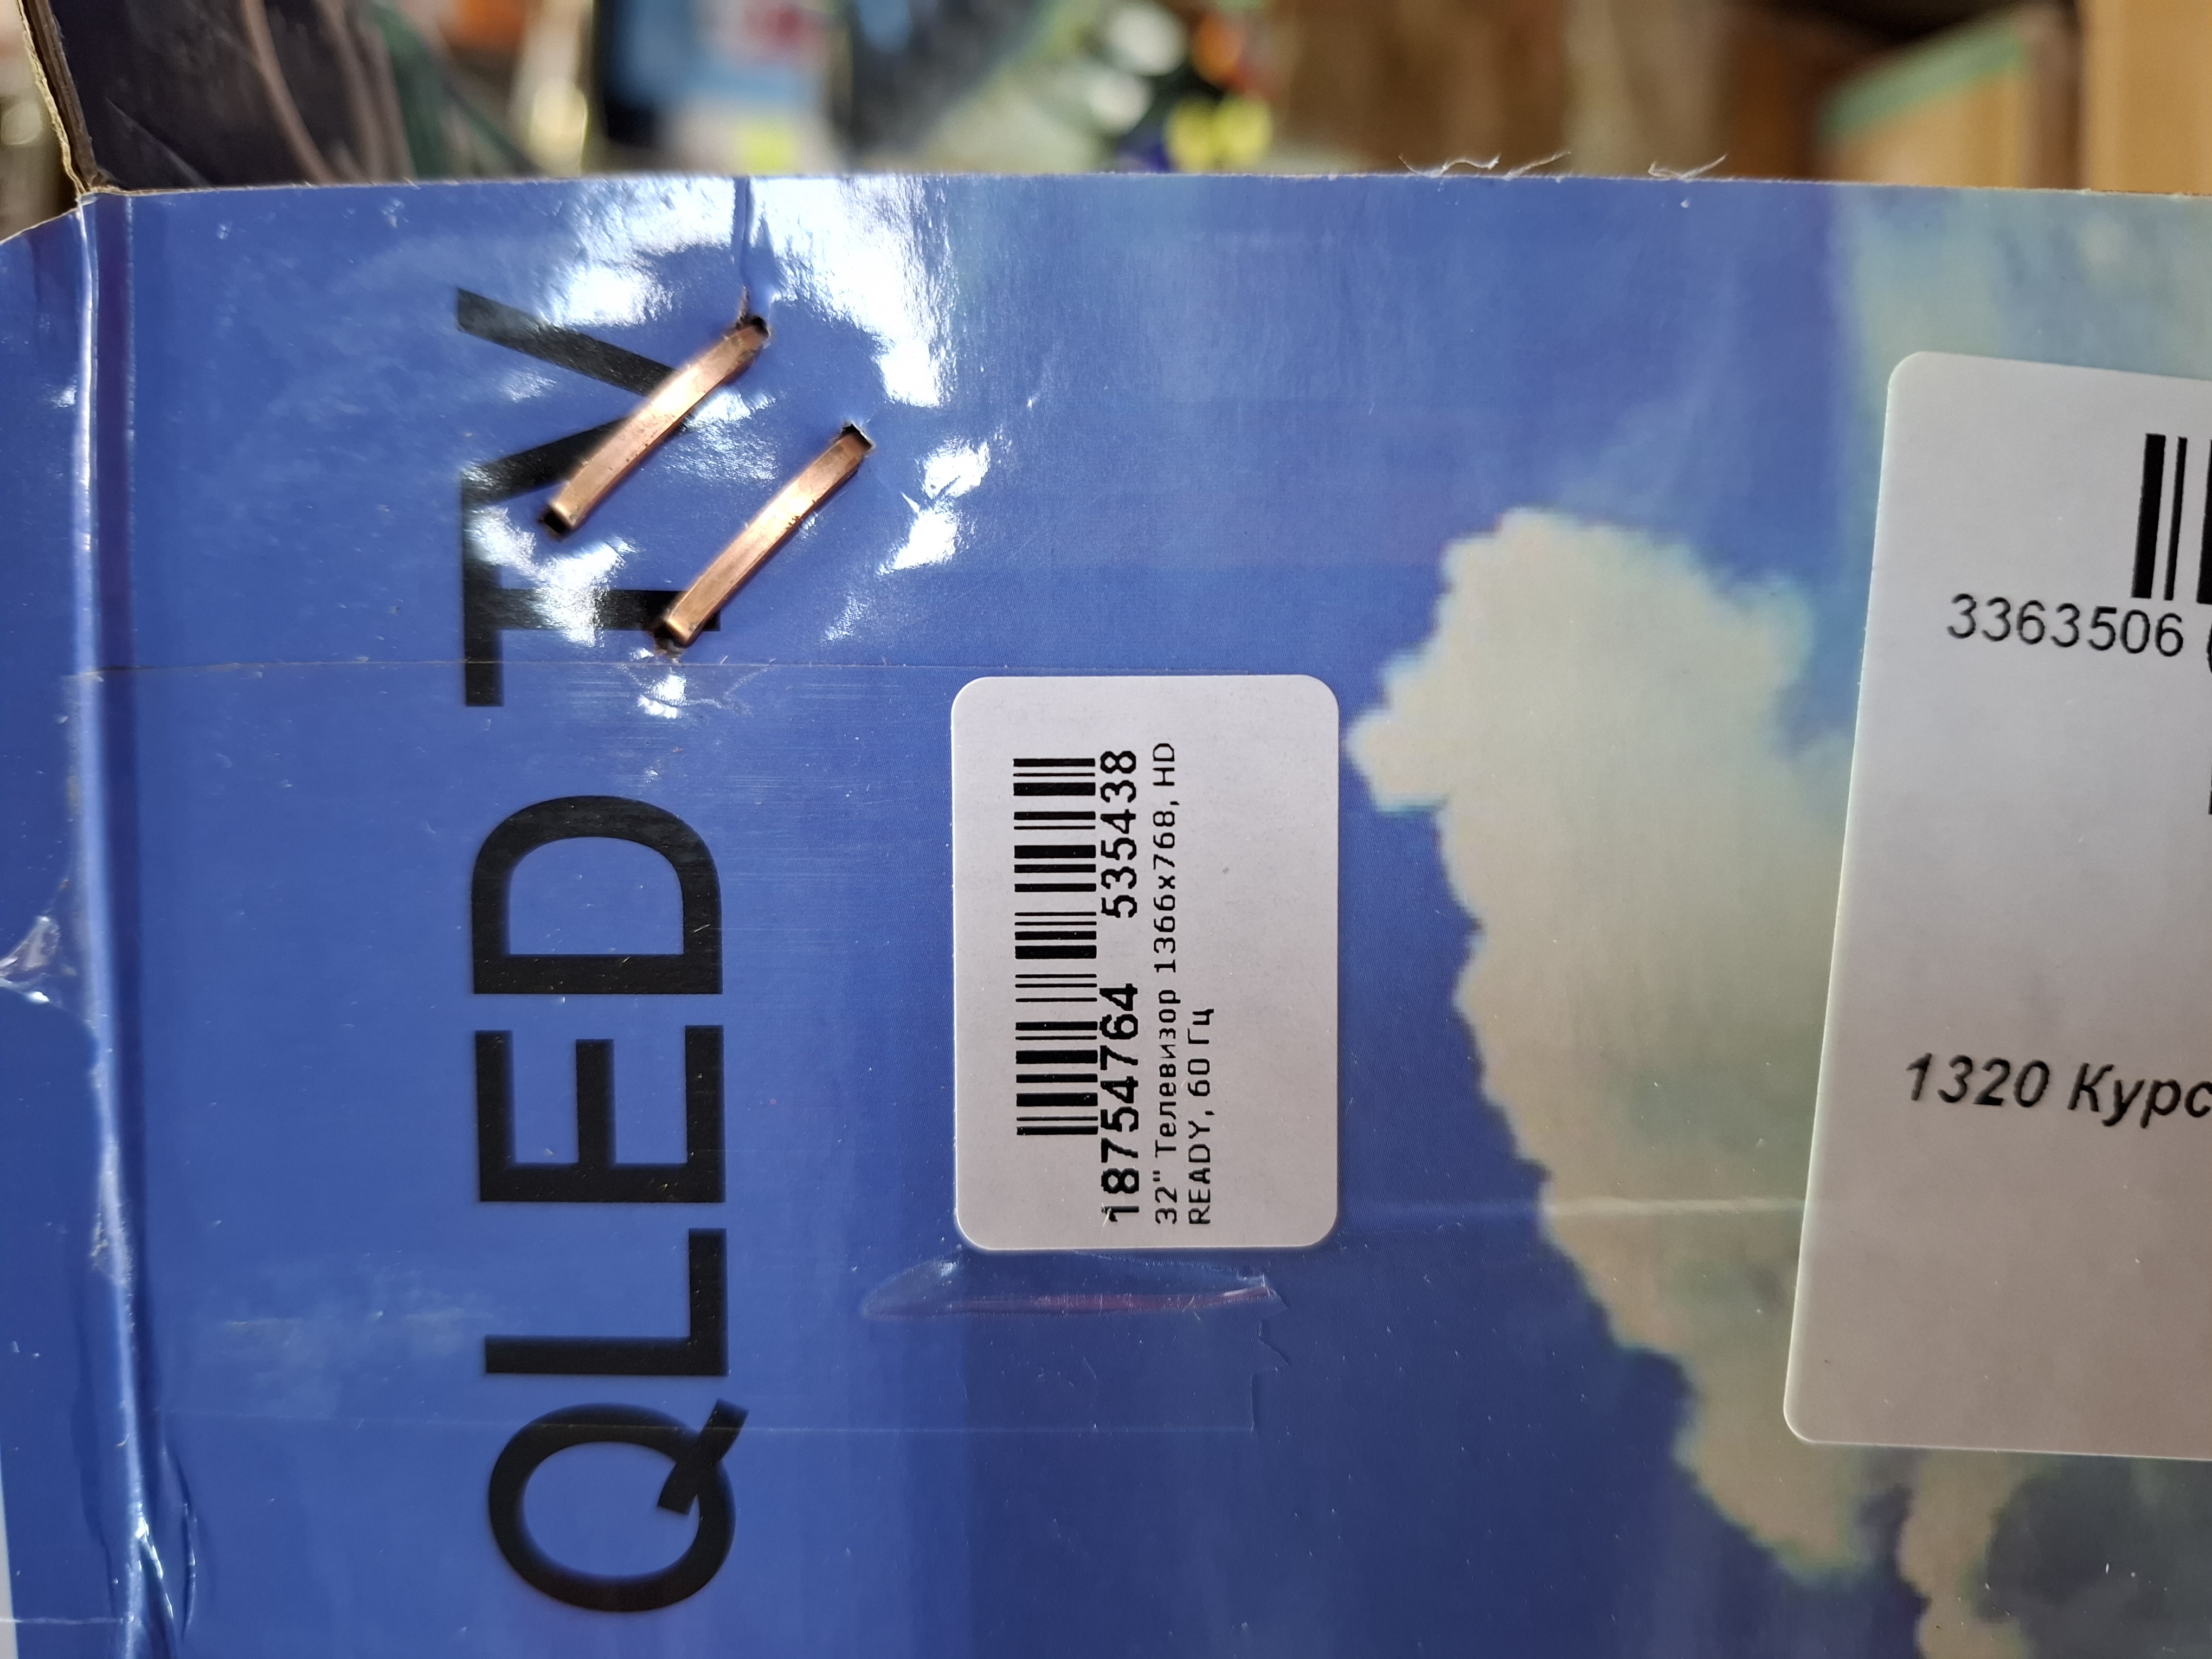 QLED TV
18754764 535438
32" Телевизор 1366x768, HD
READY, 60 Гц
3363506
1320 Курс